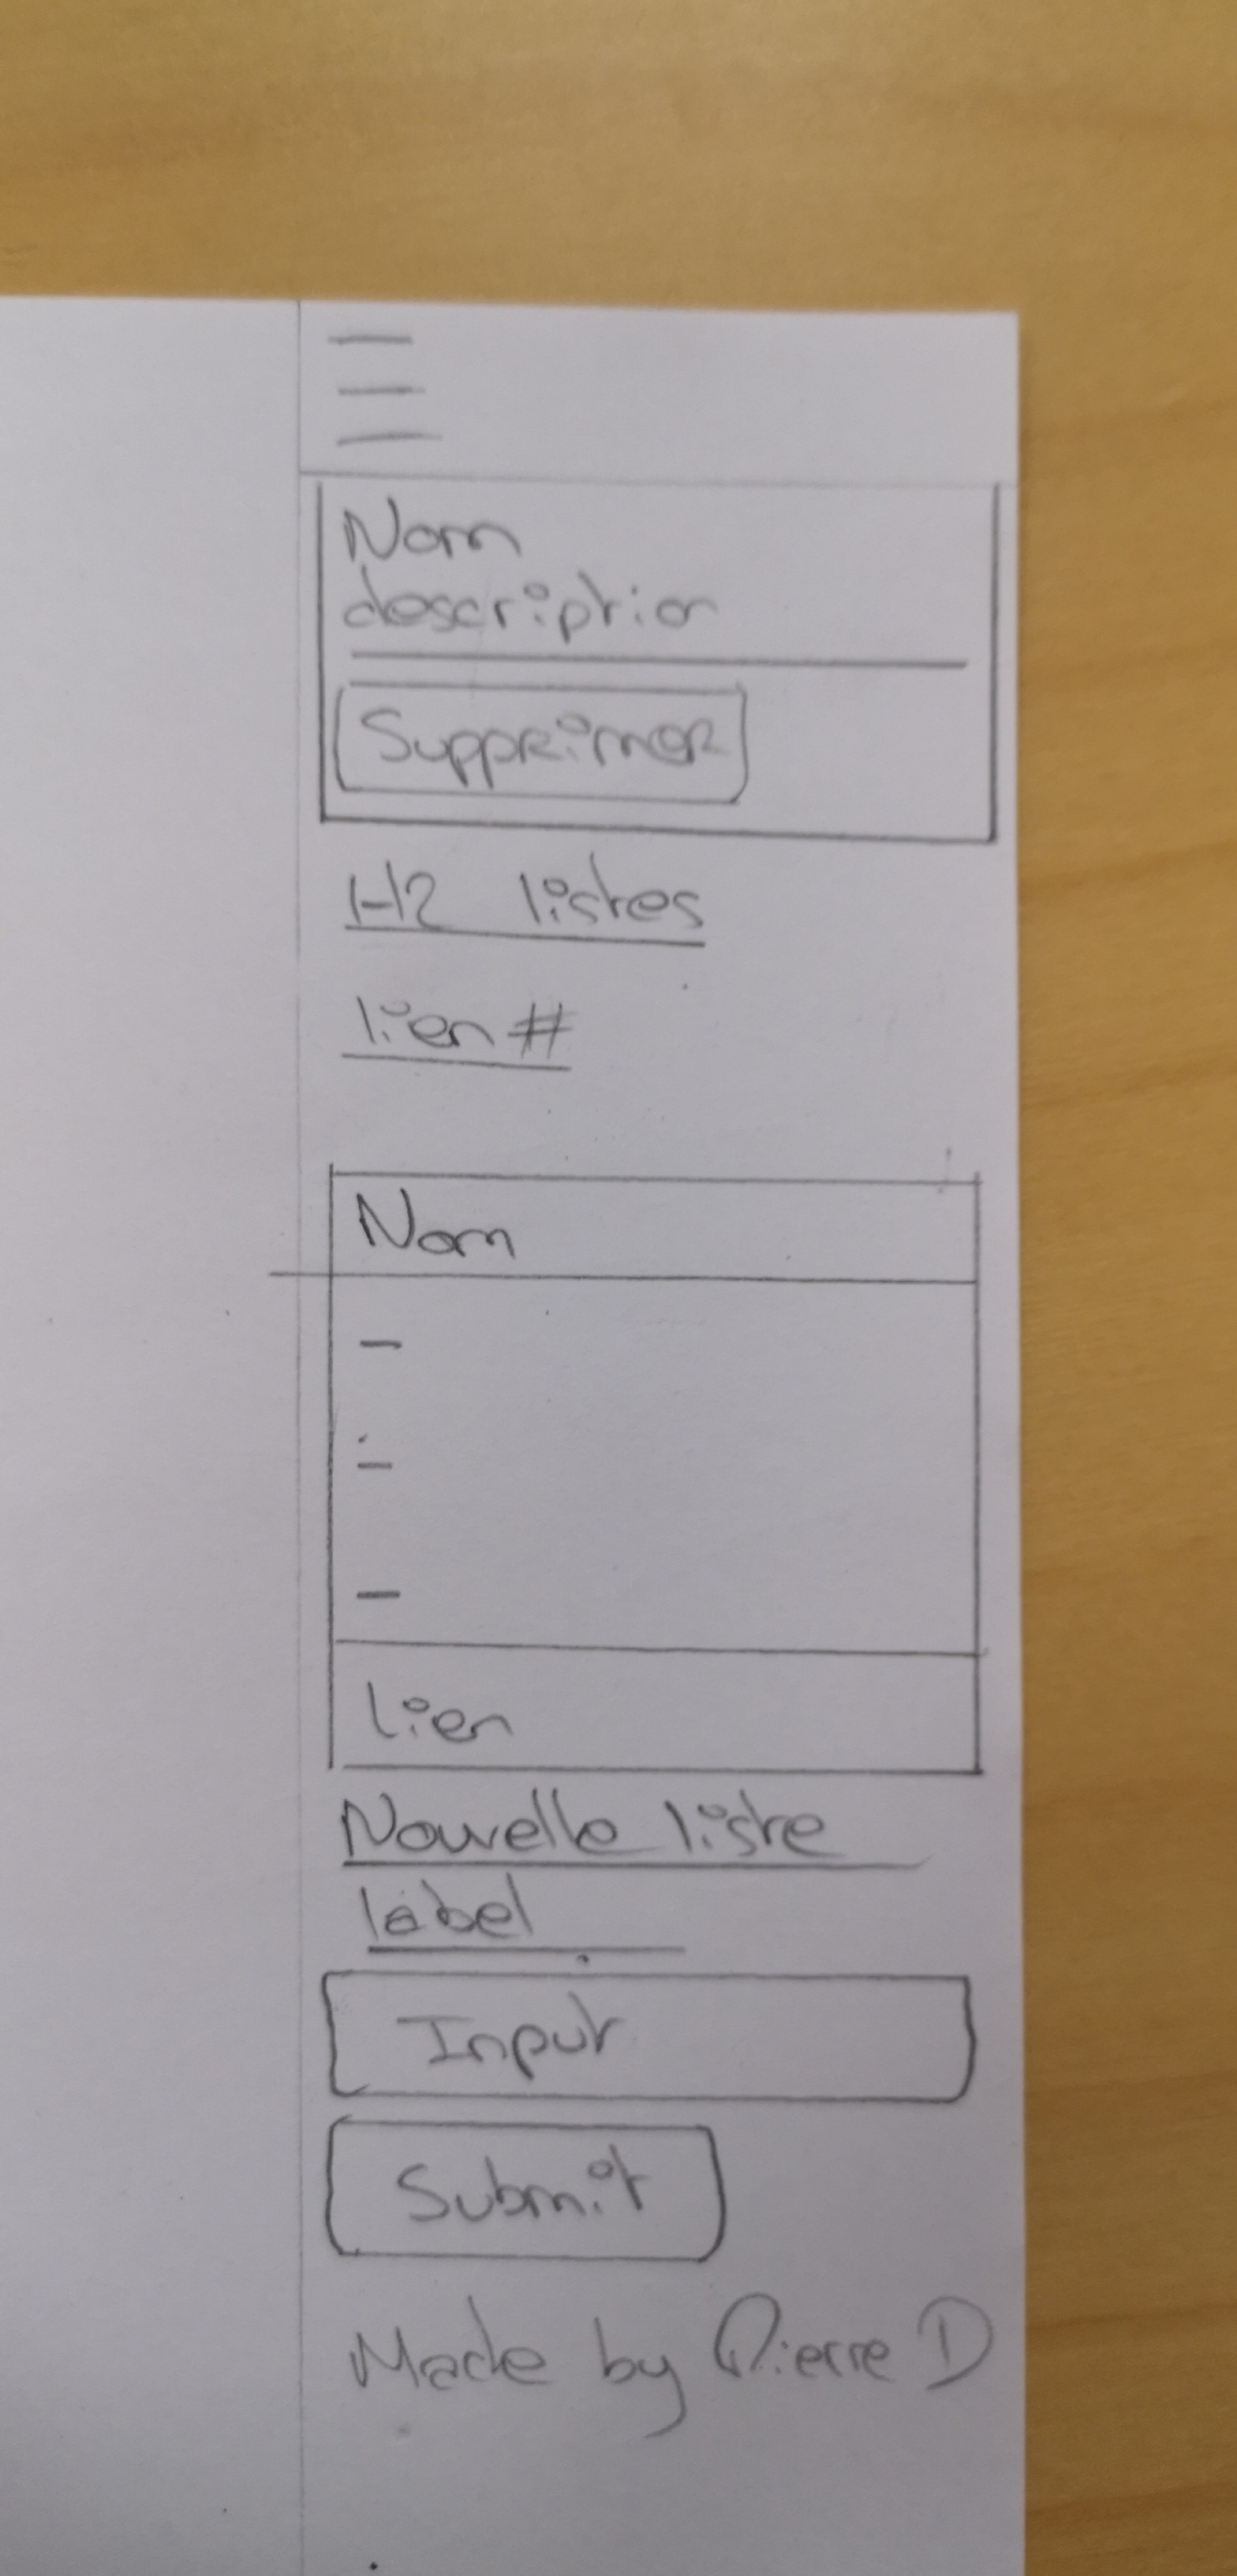 Nom
description
Supprimer
H2 listes
lien #
Nom
lien
Nouvelle liste
label
Input
Submit
Made by Pierre D